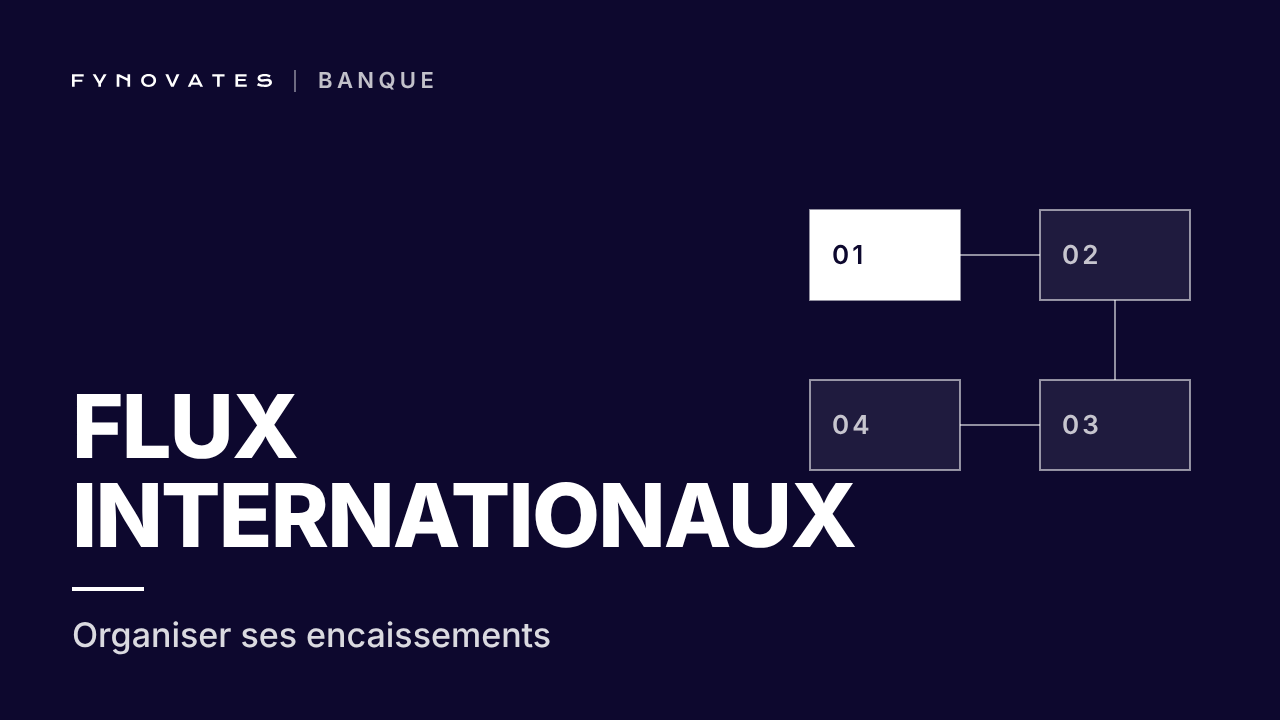 FYNOVATES | BANQUE
01
02
04
03
FLUX
INTERNATIONAUX
Organiser ses encaissements